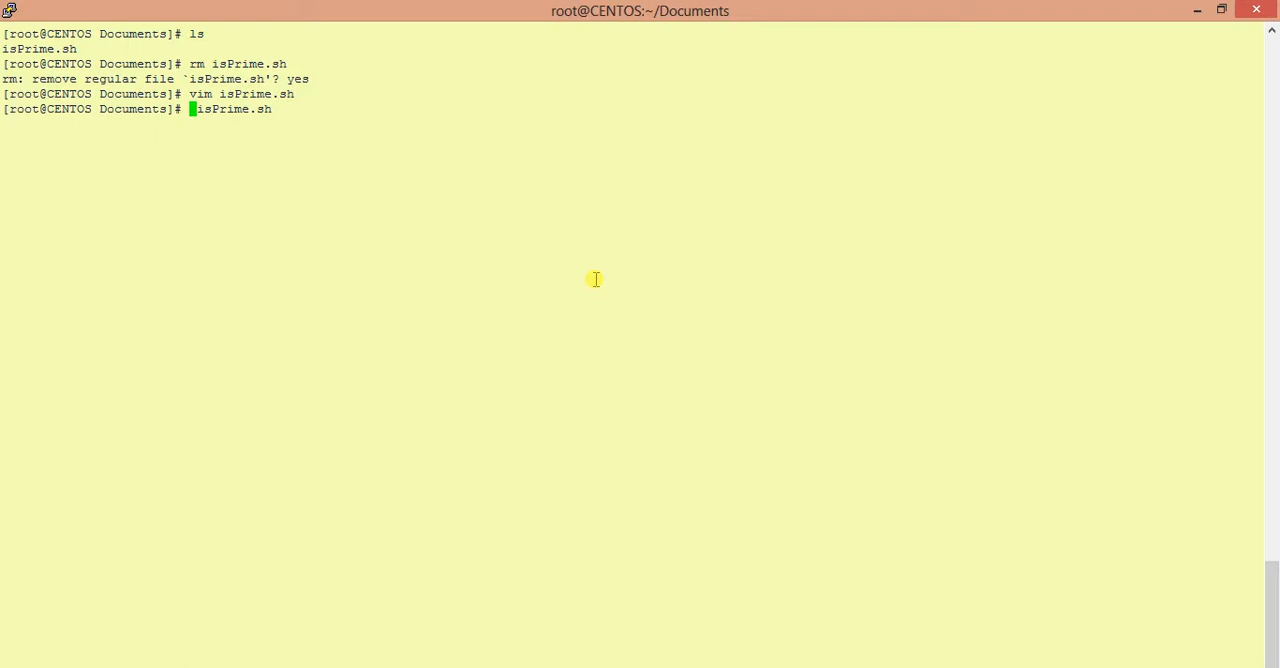 root@CENTOS:~/Documents
[root@CENTOS Documents]# ls
isPrime.sh
[root@CENTOS Documents]# rm isPrime.sh
rm: remove regular file `isPrime.sh'? yes
[root@CENTOS Documents]# vim isPrime.sh
[root@CENTOS Documents]# isPrime.sh